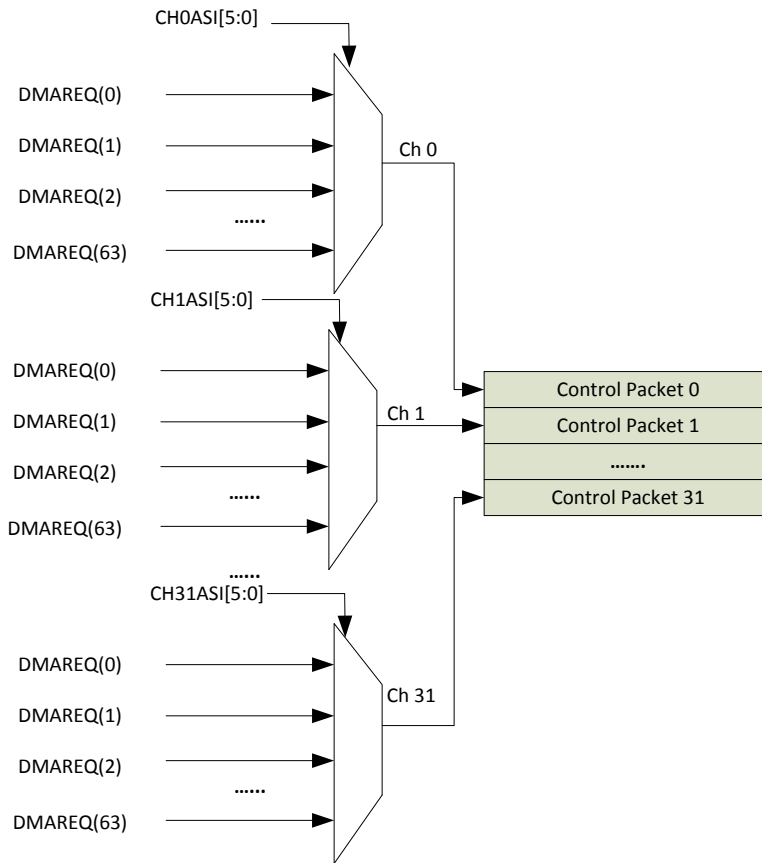 CH0ASI[5:0]
DMAREQ(0)
DMAREQ(1)
DMAREQ(2)
......
DMAREQ(63)
Ch 0
CH1ASI[5:0]
DMAREQ(0)
DMAREQ(1)
DMAREQ(2)
......
DMAREQ(63)
Ch 1
......
CH31ASI[5:0]
DMAREQ(0)
DMAREQ(1)
DMAREQ(2)
......
DMAREQ(63)
Ch 31
Control Packet 0
Control Packet 1
.......
Control Packet 31